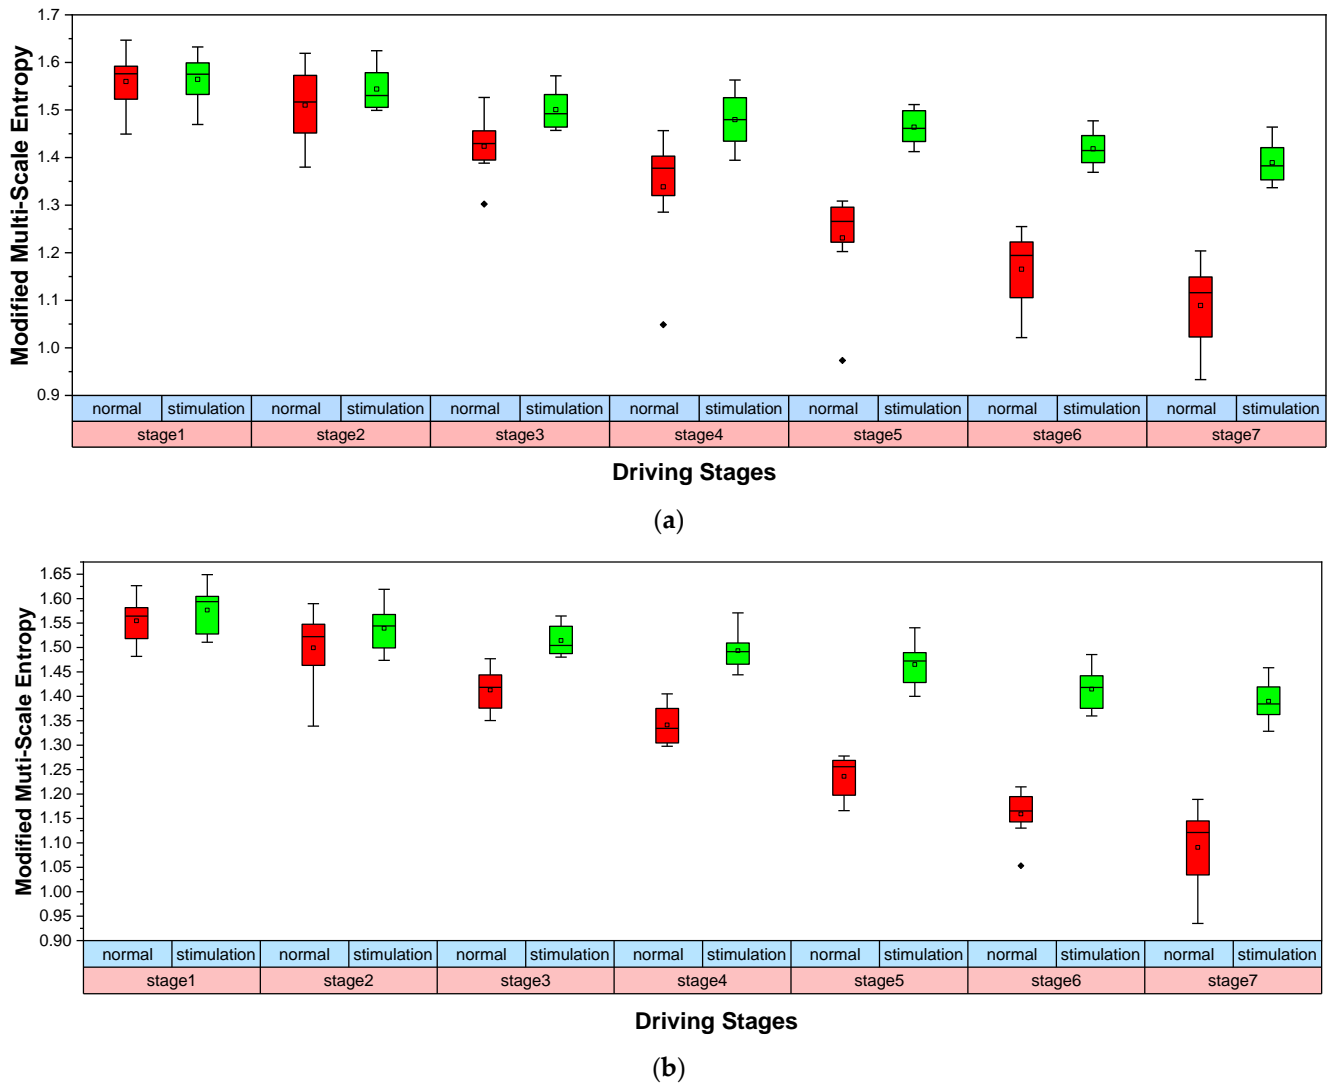 Modified Multi-Scale Entropy
1.7
1.6
1.5
1.4
1.3
1.2
1.1
1.0
0.9
normal stimulation normal stimulation normal stimulation normal stimulation normal stimulation normal stimulation normal stimulation
stage1 stage2 stage3 stage4 stage5 stage6 stage7
Driving Stages
(a)
Modified Muti-Scale Entropy
1.65
1.60
1.55
1.50
1.45
1.40
1.35
1.30
1.25
1.20
1.15
1.10
1.05
1.00
0.95
0.90
normal stimulation normal stimulation normal stimulation normal stimulation normal stimulation normal stimulation normal stimulation
stage1 stage2 stage3 stage4 stage5 stage6 stage7
Driving Stages
(b)